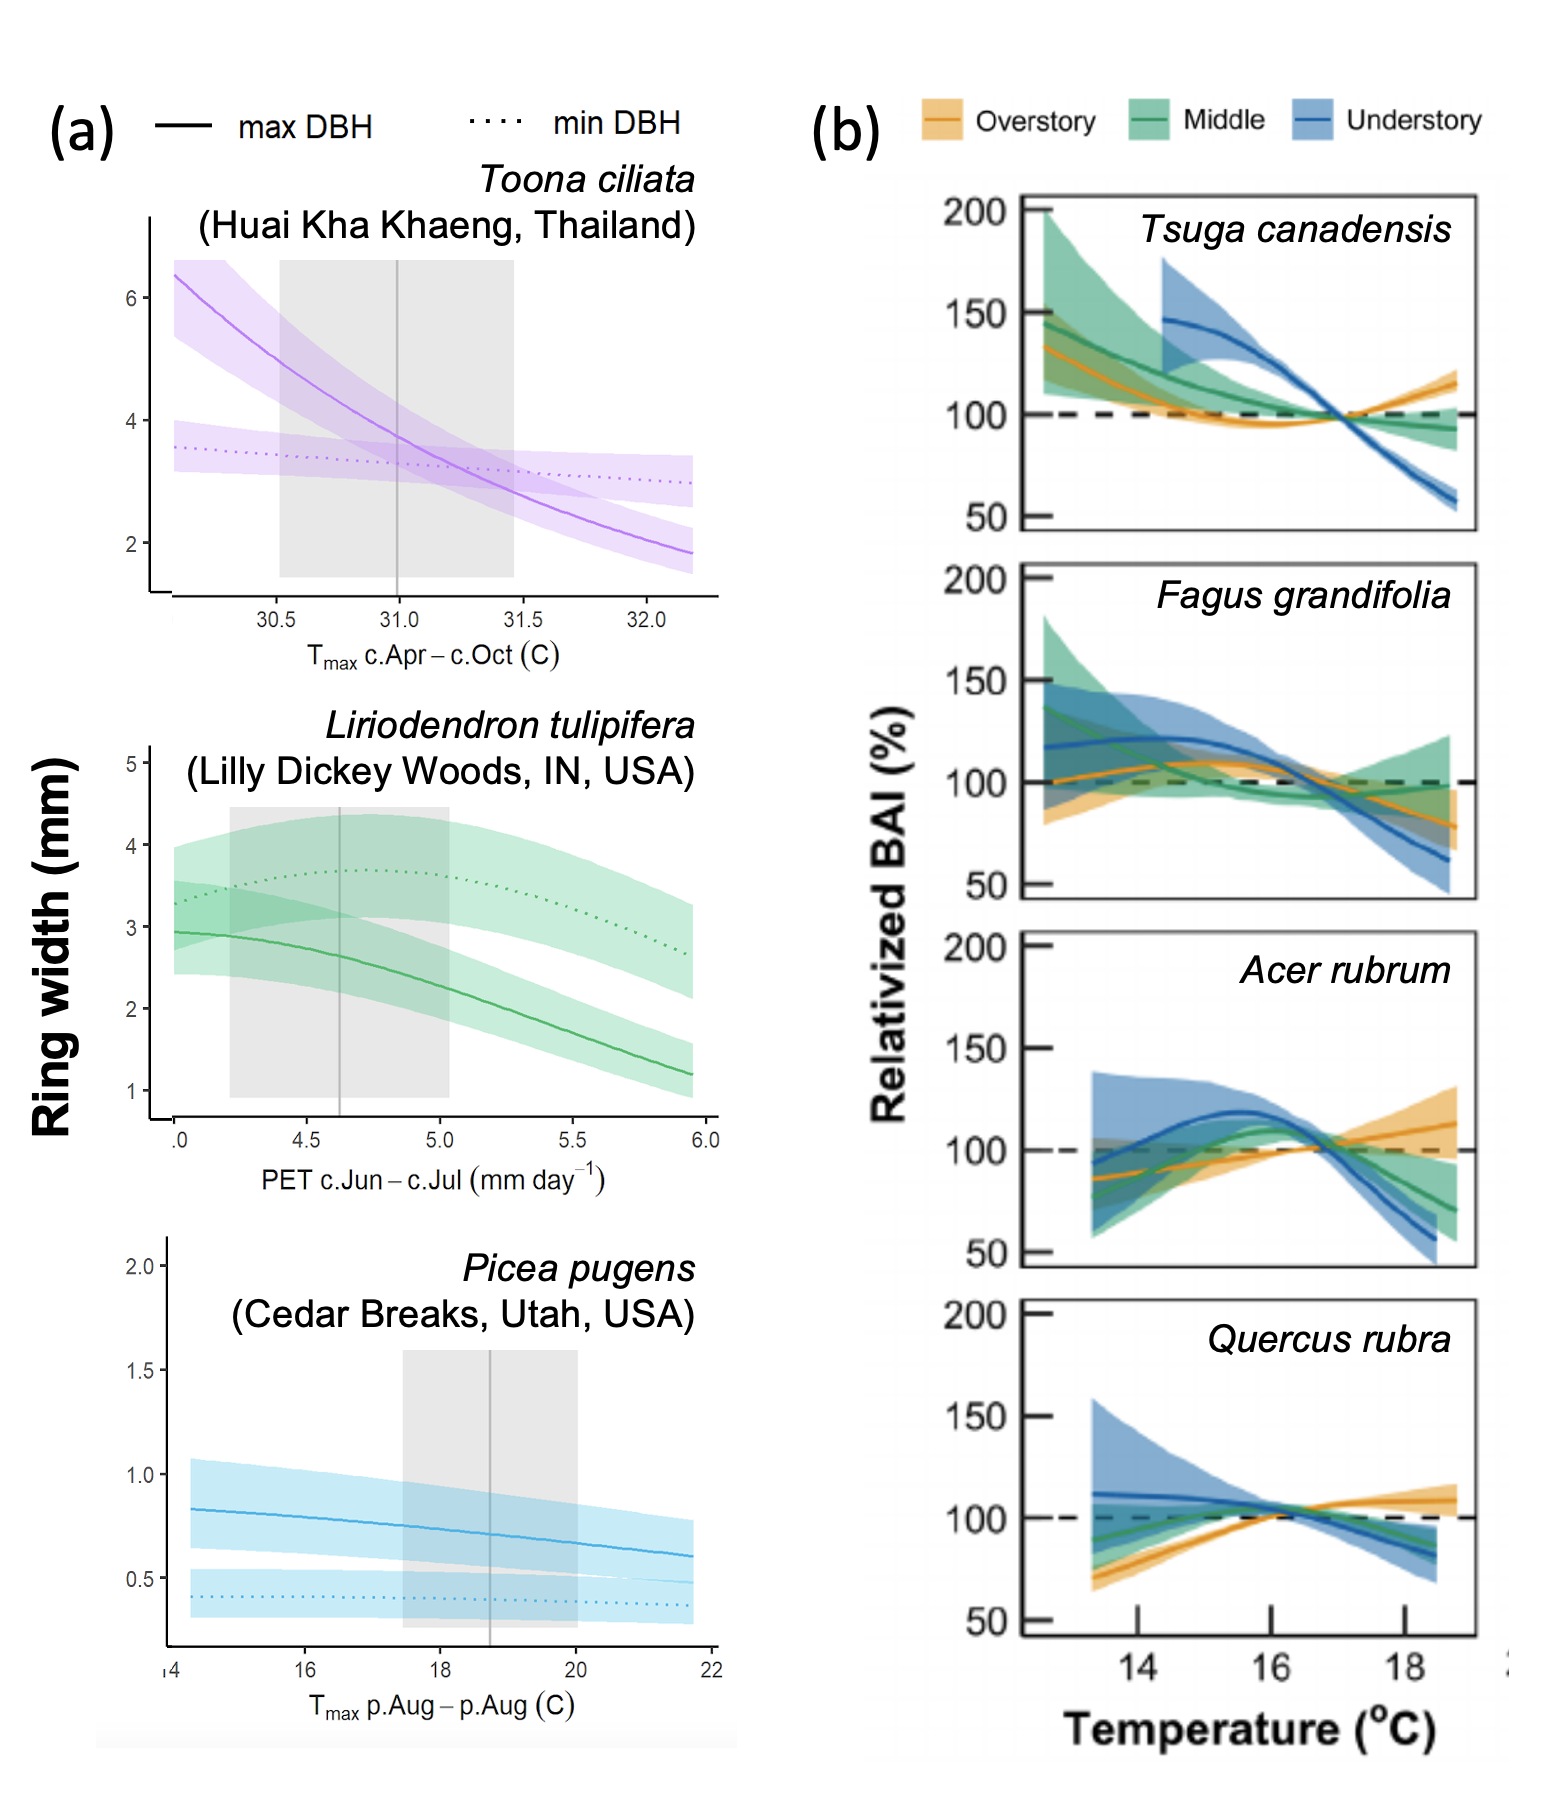 (a)
max DBH
min DBH
Toona ciliata
(Huai Kha Khaeng, Thailand)
6
4
2
30.5 31.0 31.5 32.0
Tmax c.Apr – c.Oct (C)
Liriodendron tulipifera
(Lilly Dickey Woods, IN, USA)
Ring width (mm)
5
4
3
2
1
.0 4.5 5.0 5.5 6.0
PET c.Jun – c.Jul (mm day−1)
Picea pugens
(Cedar Breaks, Utah, USA)
2.0
1.5
1.0
0.5
14 16 18 20 22
Tmax p.Aug – p.Aug (C)
(b)
Overstory Middle Understory
Relativized BAI (%)
Tsuga canadensis
200
150
100
50
Fagus grandifolia
200
150
100
50
Acer rubrum
200
150
100
50
Quercus rubra
200
150
100
50
14 16 18
Temperature (oC)